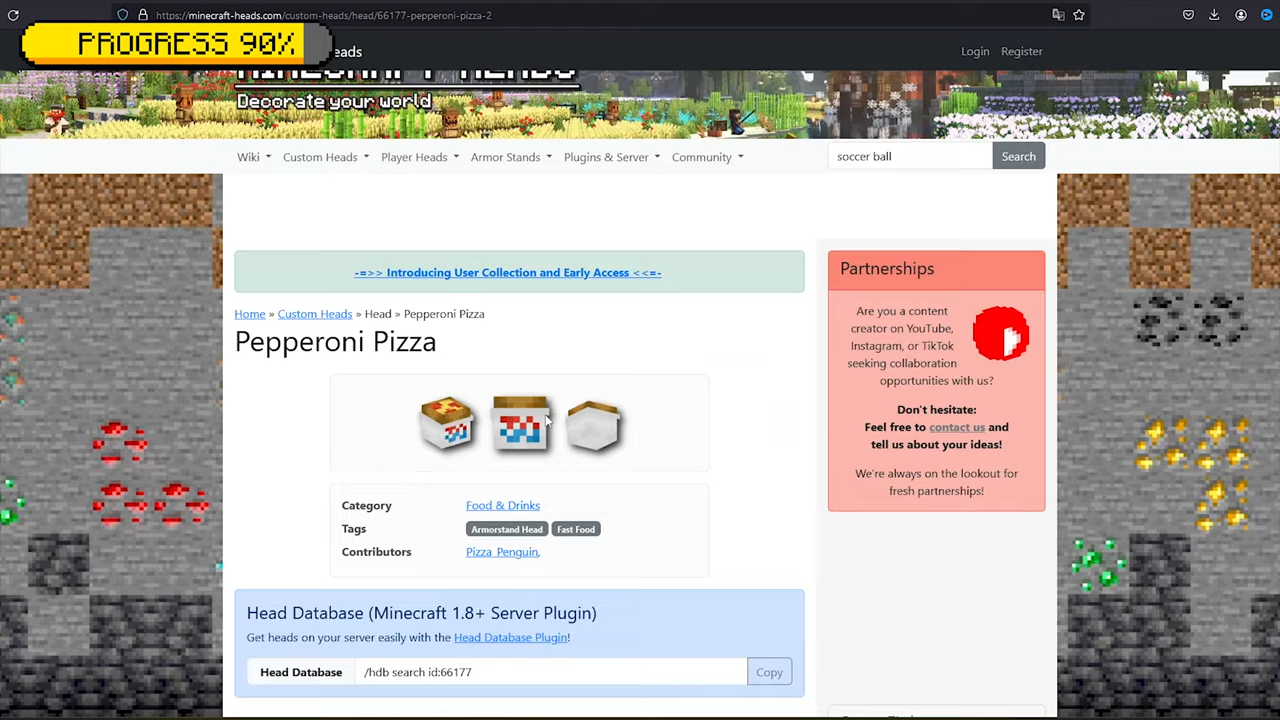 https://minecraft-heads.com/custom-heads/head/66177-pepperoni-pizza-2
PROGRESS 90%
Heads
Login
Register
MINECRAFT HEADS
Decorate your world
Wiki
Custom Heads
Player Heads
Armor Stands
Plugins & Server
Community
soccer ball
Search
-=>> Introducing User Collection and Early Access <<=-
Home » Custom Heads » Head » Pepperoni Pizza
Pepperoni Pizza
Category
Food & Drinks
Tags
Armorstand Head
Fast Food
Contributors
Pizza_Penguin,
Head Database (Minecraft 1.8+ Server Plugin)
Get heads on your server easily with the Head Database Plugin!
Head Database
/hdb search id:66177
Copy
Partnerships
Are you a content
creator on YouTube,
Instagram, or TikTok
seeking collaboration
opportunities with us?
Don't hesitate:
Feel free to contact us and
tell us about your ideas!
We're always on the lookout for
fresh partnerships!